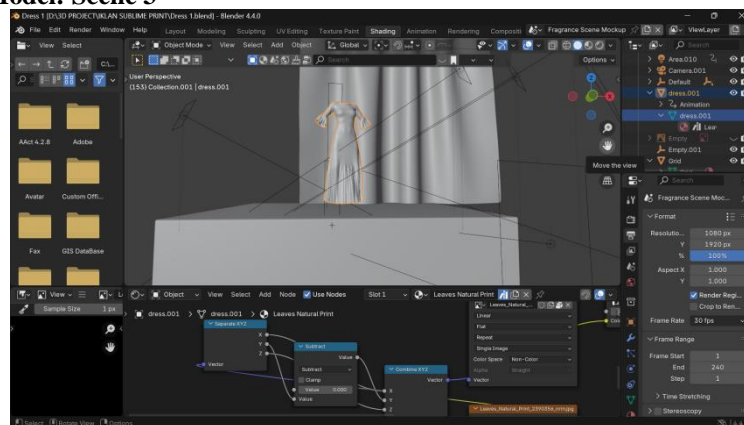 Model: Scene 3
Dress 1 [D:\3D PROJECT\IKLAN SUBLIME PRINT\Dress 1.blend] - Blender 4.4.0
File Edit Render Window Help Layout Modeling Sculpting UV Editing Texture Paint Shading Animation Rendering Compositi Fragrance Scene Mockup ViewLayer
View Select Object Mode View Select Add Object Global Search
Options
User Perspective
(153) Collection.001 | dress.001
AAct 4.2.8 Adobe
Avatar Custom Offi...
Fax GIS DataBase
Move the view
Area.010
Camera.001
Default
dress.001
Animation
dress.001
Empty
Empty.001
Grid
Search
Fragrance Scene Moc...
Format
Resolutio... 1080 px
Y 1920 px
% 100%
Aspect X 1.000
Y 1.000
Render Regi...
Crop to Ren...
Frame Rate 30 fps
Frame Range
Frame Start 1
End 240
Step 1
Time Stretching
Stereoscopy
View
Sample Size 1 px
Object View Select Add Node Use Nodes Slot 1 Leaves Natural Print
dress.001 dress.001 Leaves Natural Print
Separate XYZ
X
Y
Z
Vector
Subtract
Value
Subtract
Clamp
Value 0.050
Value
Combine XYZ
Vector
X
Y
Z
Leaves_Natural_...
Linear
Flat
Repeat
Single Image
Color Space Non-Color
Alpha Straight
Vector
Select Rotate View Options